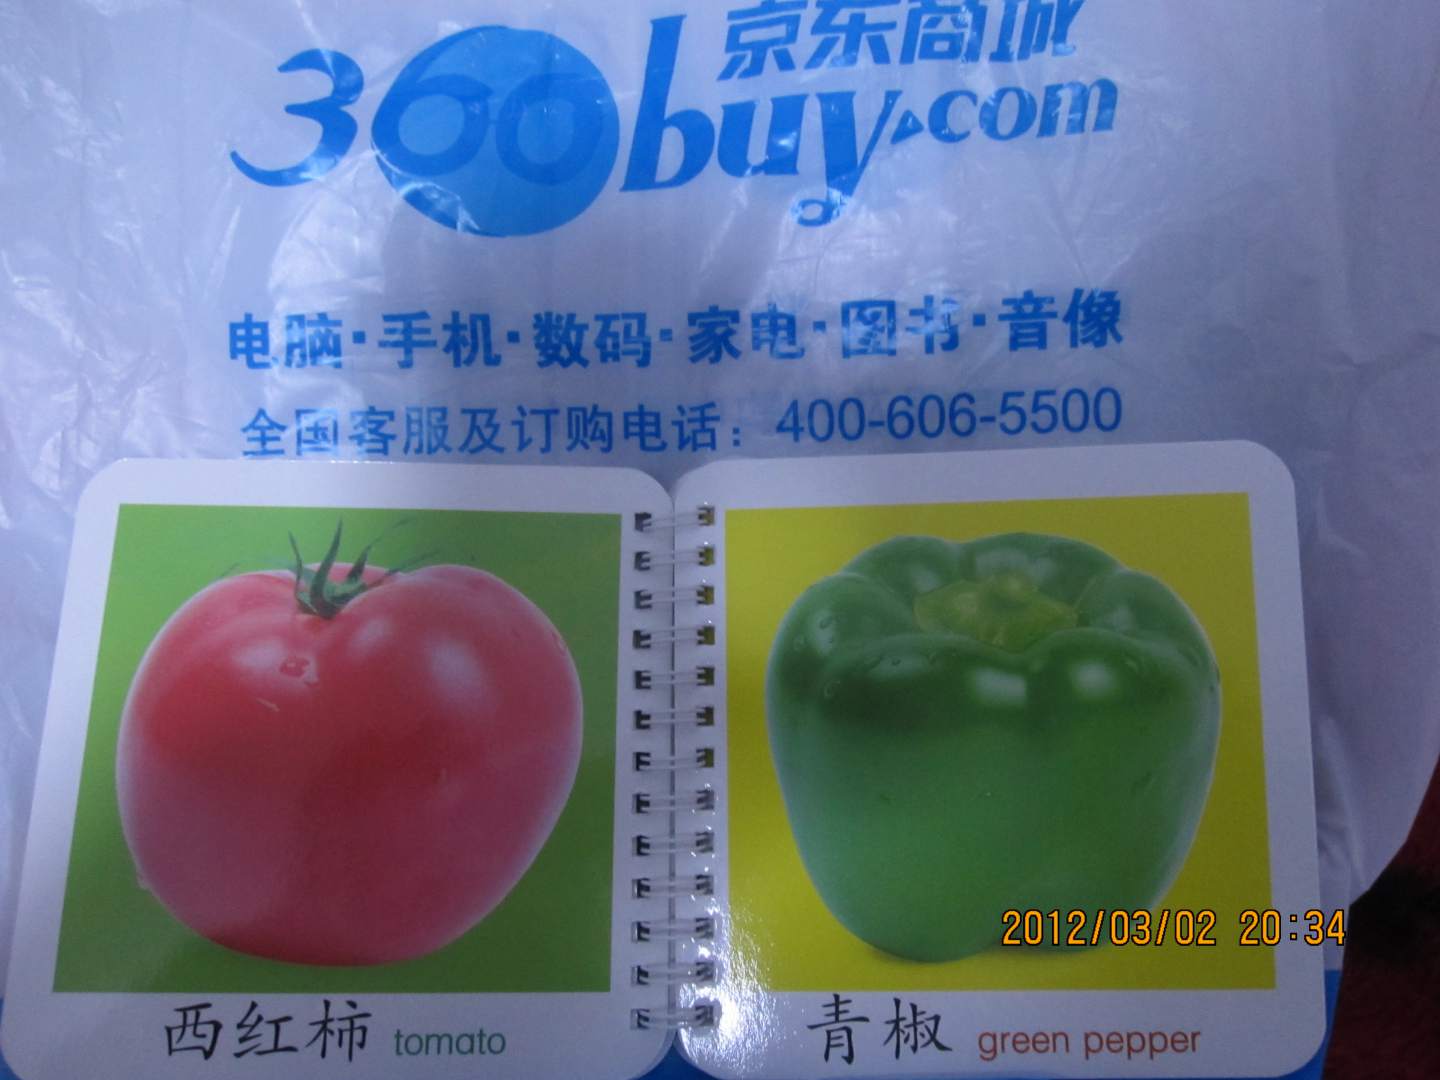 京东商城
360buy.com
电脑·手机·数码·家电·图书·音像
全国客服及订购电话：400-606-5500
2012/03/02 20:34
西红柿 tomato
青椒 green pepper